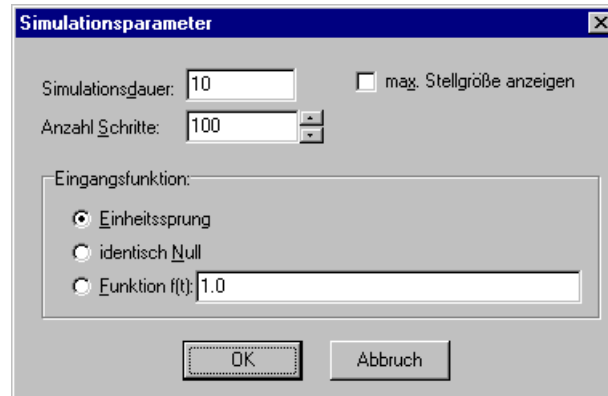 Simulationsparameter
Simulationsdauer: 10
max. Stellgröße anzeigen
Anzahl Schritte: 100
Eingangsfunktion:
Einheitssprung
identisch Null
Funktion f(t): 1.0
OK Abbruch